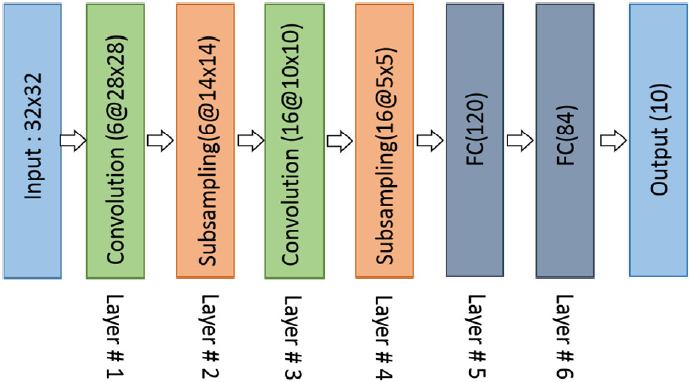 Input : 32x32
Convolution (6@28x28)
Subsampling(6@14x14)
Convolution (16@10x10)
Subsampling(16@5x5)
FC(120)
FC(84)
Output (10)
Layer # 1
Layer # 2
Layer # 3
Layer # 4
Layer # 5
Layer # 6